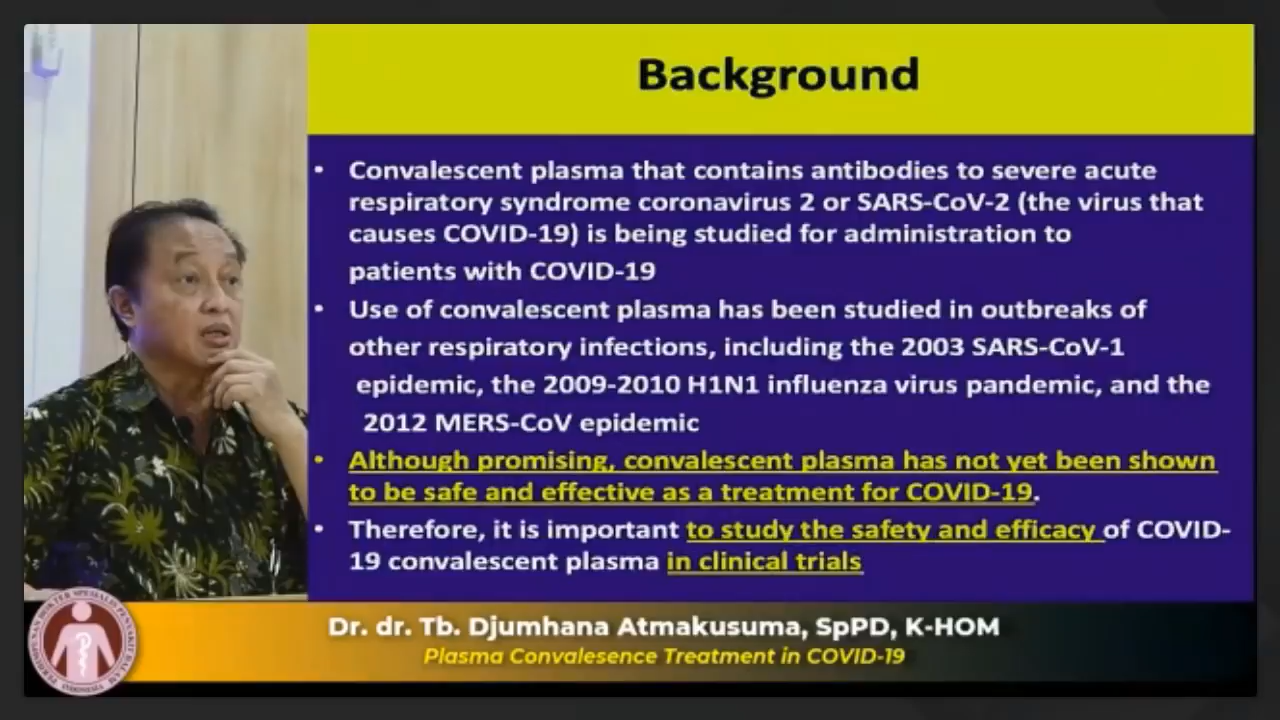 Background
• Convalescent plasma that contains antibodies to severe acute
respiratory syndrome coronavirus 2 or SARS-CoV-2 (the virus that
causes COVID-19) is being studied for administration to
patients with COVID-19
• Use of convalescent plasma has been studied in outbreaks of
other respiratory infections, including the 2003 SARS-CoV-1
epidemic, the 2009-2010 H1N1 influenza virus pandemic, and the
2012 MERS-CoV epidemic
• Although promising, convalescent plasma has not yet been shown
to be safe and effective as a treatment for COVID-19.
• Therefore, it is important to study the safety and efficacy of COVID-
19 convalescent plasma in clinical trials
Dr. dr. Tb. Djumhana Atmakusuma, SpPD, K-HOM
Plasma Convalesence Treatment in COVID-19
PERHIMPUNAN DOKTER SPESIALIS PENYAKIT DALAM
INDONESIA